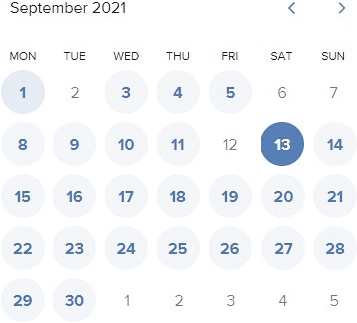 September 2021
MON TUE WED THU FRI SAT SUN
1 2 3 4 5 6 7
8 9 10 11 12 13 14
15 16 17 18 19 20 21
22 23 24 25 26 27 28
29 30 1 2 3 4 5